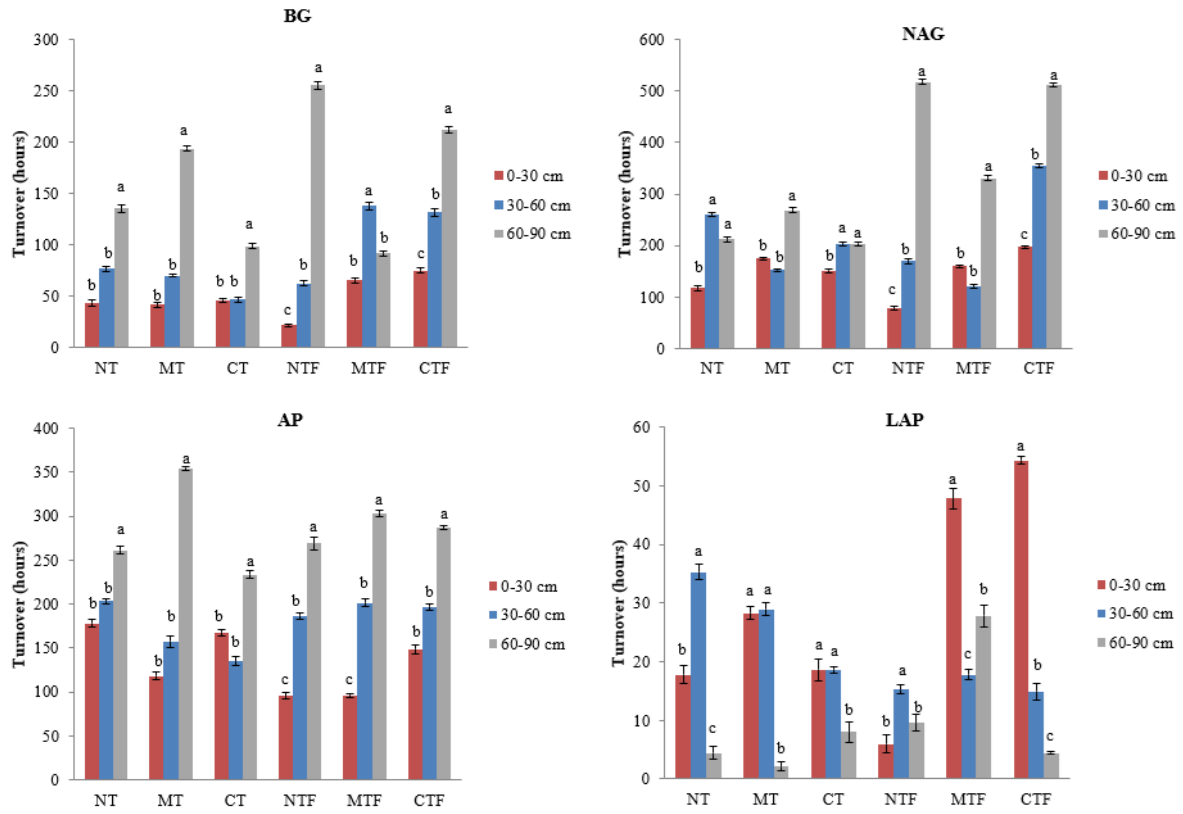 BG
Turnover (hours)
300
250
200
150
100
50
0
b b a
b b a
b b a
c b a
b a b
c b a
NT MT CT NTF MTF CTF
0-30 cm
30-60 cm
60-90 cm
NAG
Turnover (hours)
600
500
400
300
200
100
0
b a a
b b a
b a a
c b a
b b a
c b a
NT MT CT NTF MTF CTF
0-30 cm
30-60 cm
60-90 cm
AP
Turnover (hours)
400
350
300
250
200
150
100
50
0
b b a
b b a
b b a
c b a
c b a
b b a
NT MT CT NTF MTF CTF
0-30 cm
30-60 cm
60-90 cm
LAP
Turnover (hours)
60
50
40
30
20
10
0
b a c
a a b
a a b
b a b
a c b
a b c
NT MT CT NTF MTF CTF
0-30 cm
30-60 cm
60-90 cm